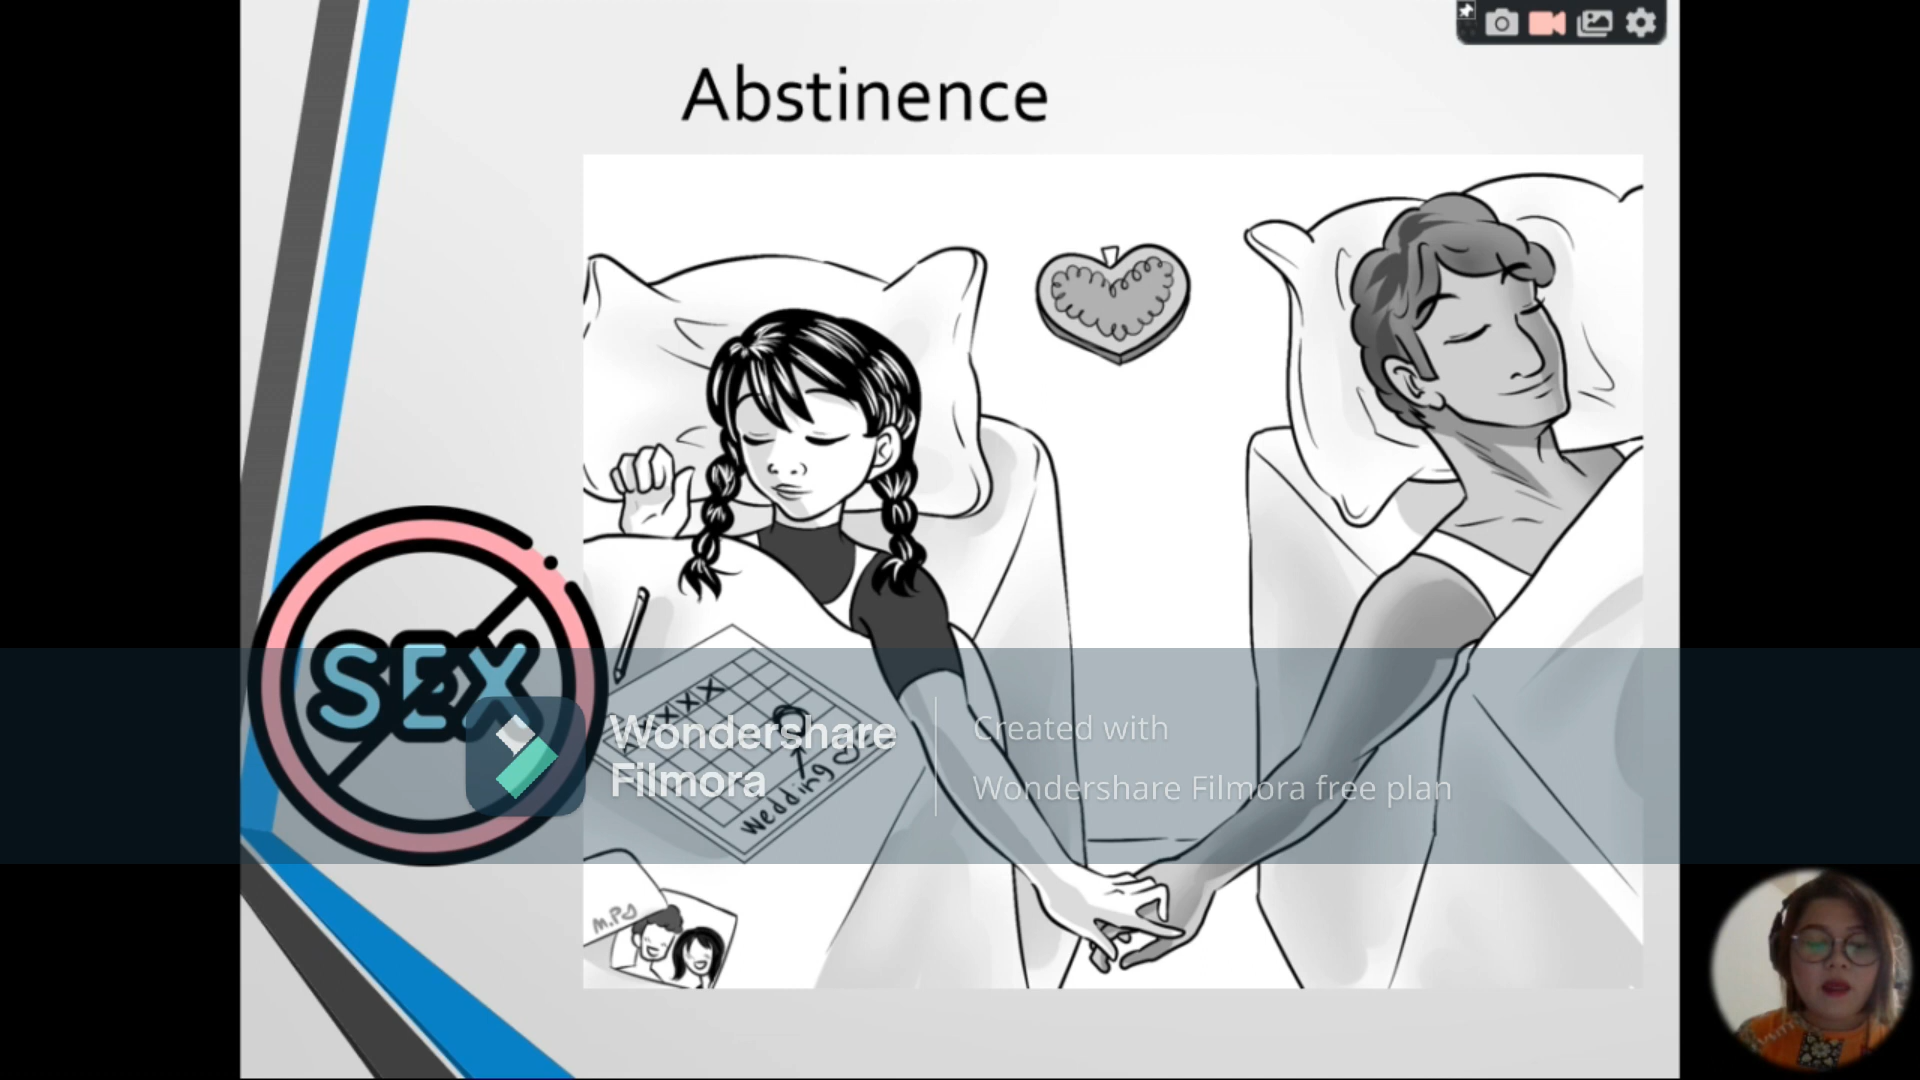 Abstinence
SEX
Wondershare
Filmora
Created with
Wondershare Filmora free plan
Wedding
M.P